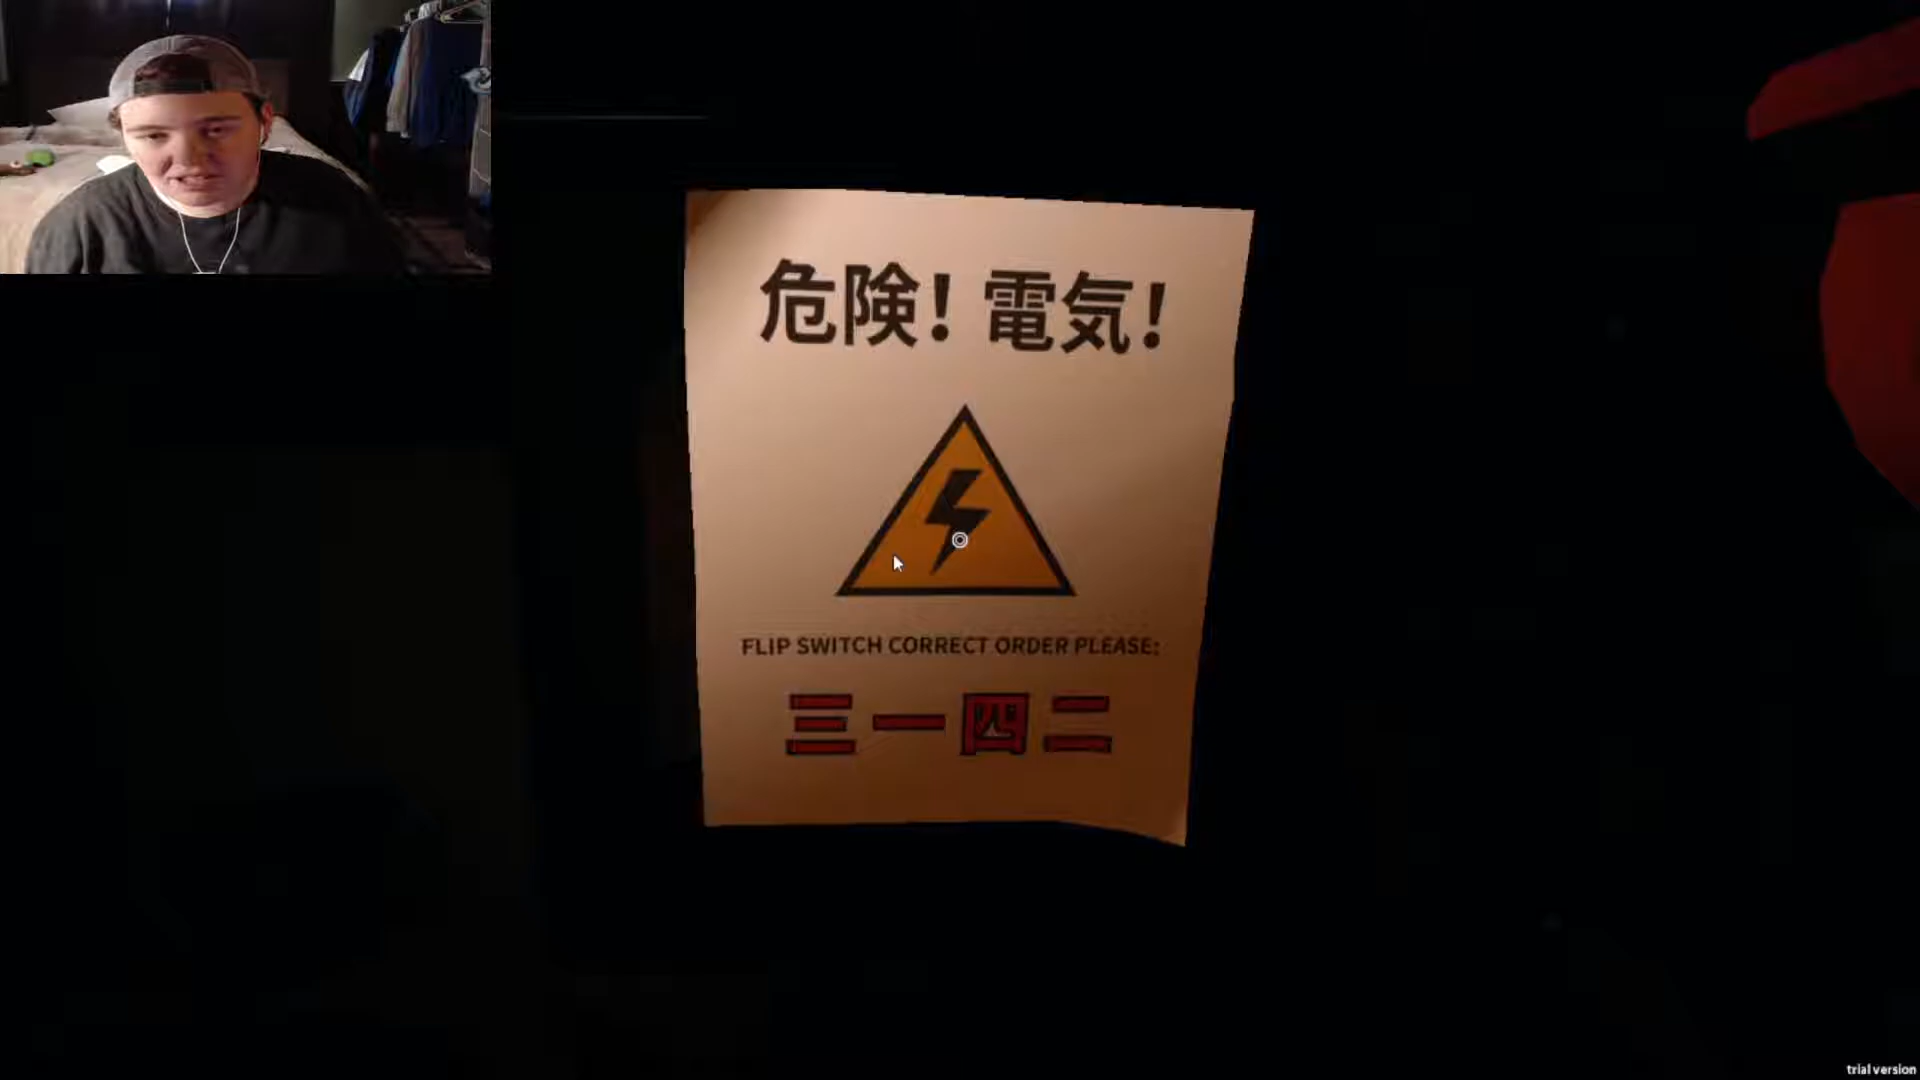 危険! 電気!
FLIP SWITCH CORRECT ORDER PLEASE:
三一四二
trial version